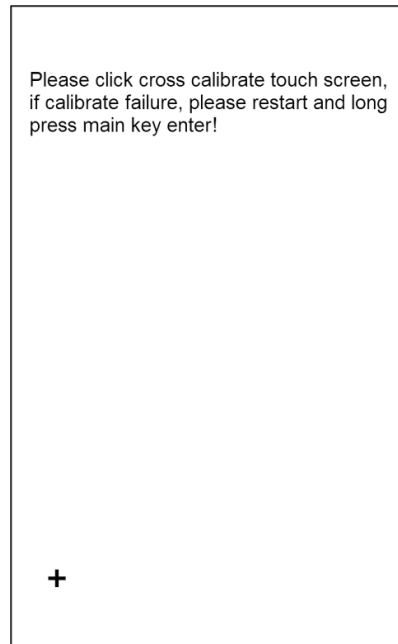 Please click cross calibrate touch screen,
if calibrate failure, please restart and long
press main key enter!